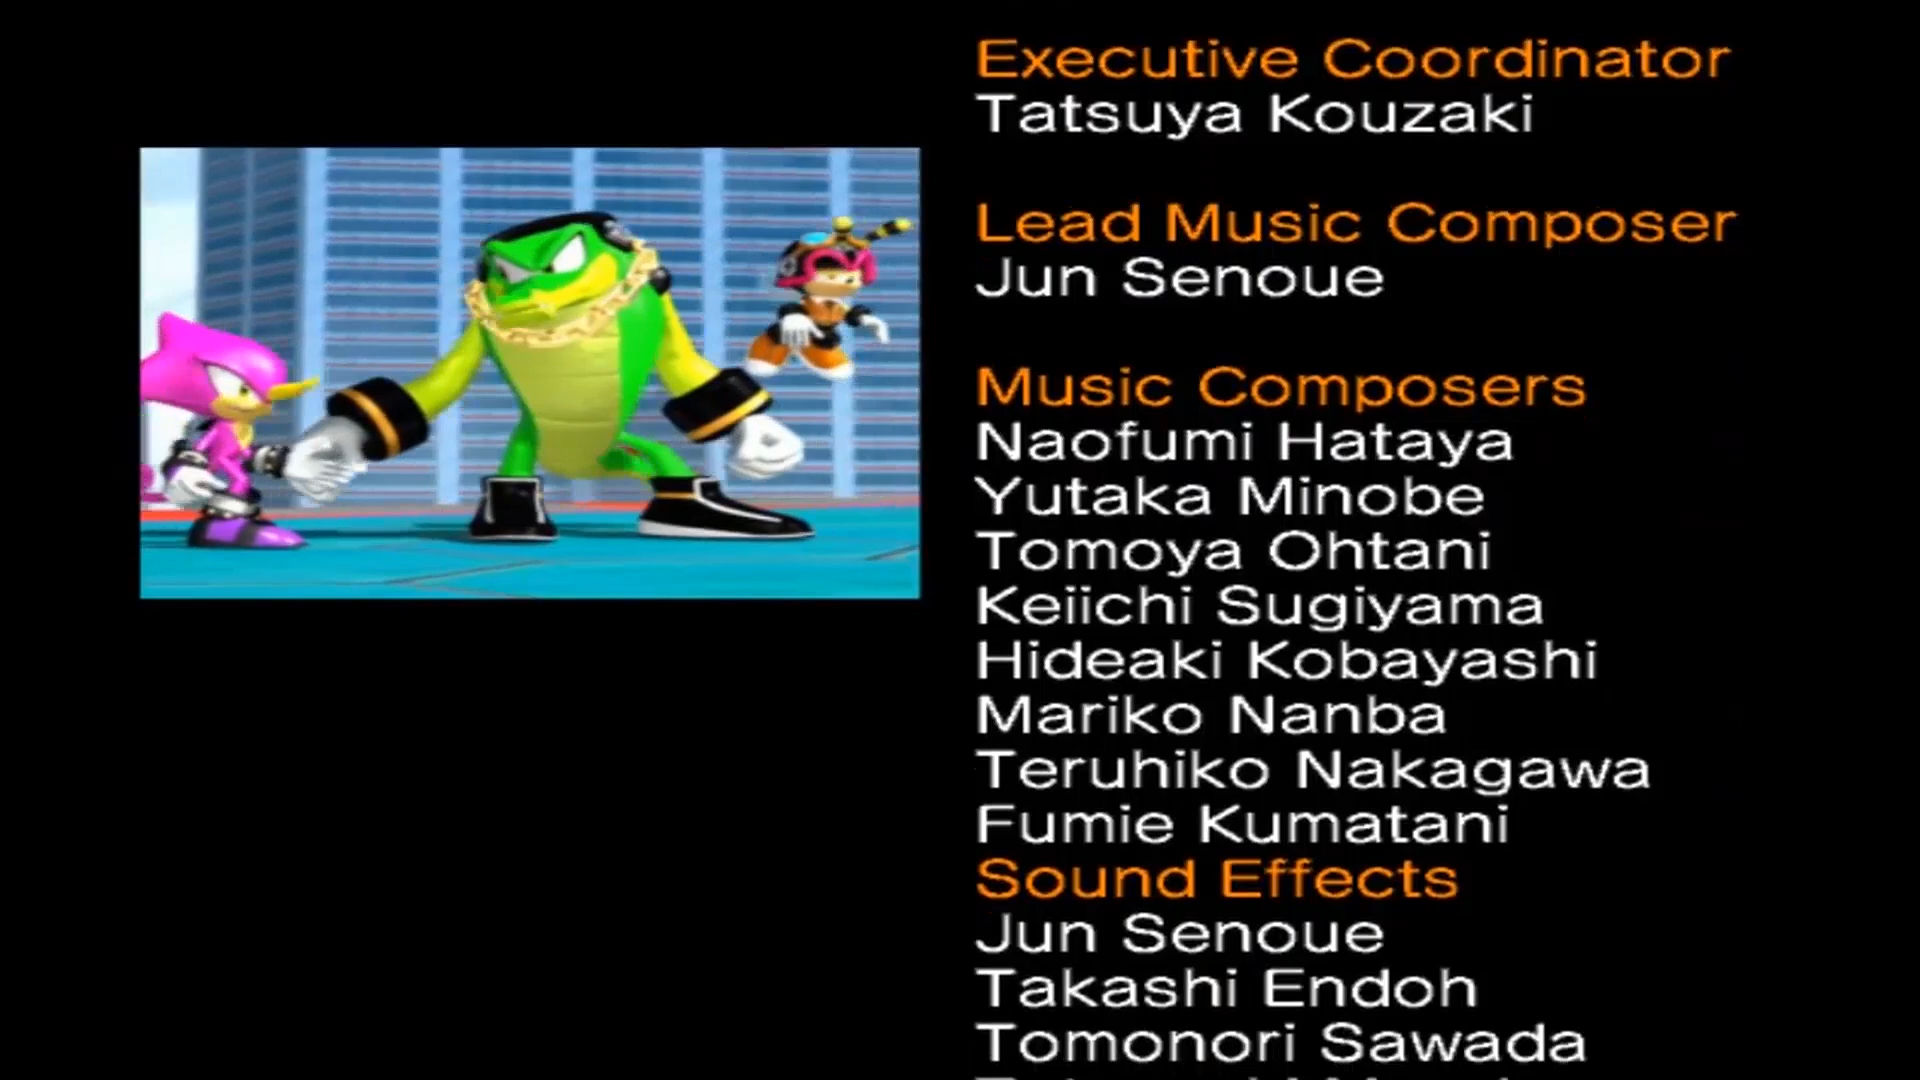 Executive Coordinator
Tatsuya Kouzaki
Lead Music Composer
Jun Senoue
Music Composers
Naofumi Hataya
Yutaka Minobe
Tomoya Ohtani
Keiichi Sugiyama
Hideaki Kobayashi
Mariko Nanba
Teruhiko Nakagawa
Fumie Kumatani
Sound Effects
Jun Senoue
Takashi Endoh
Tomonori Sawada